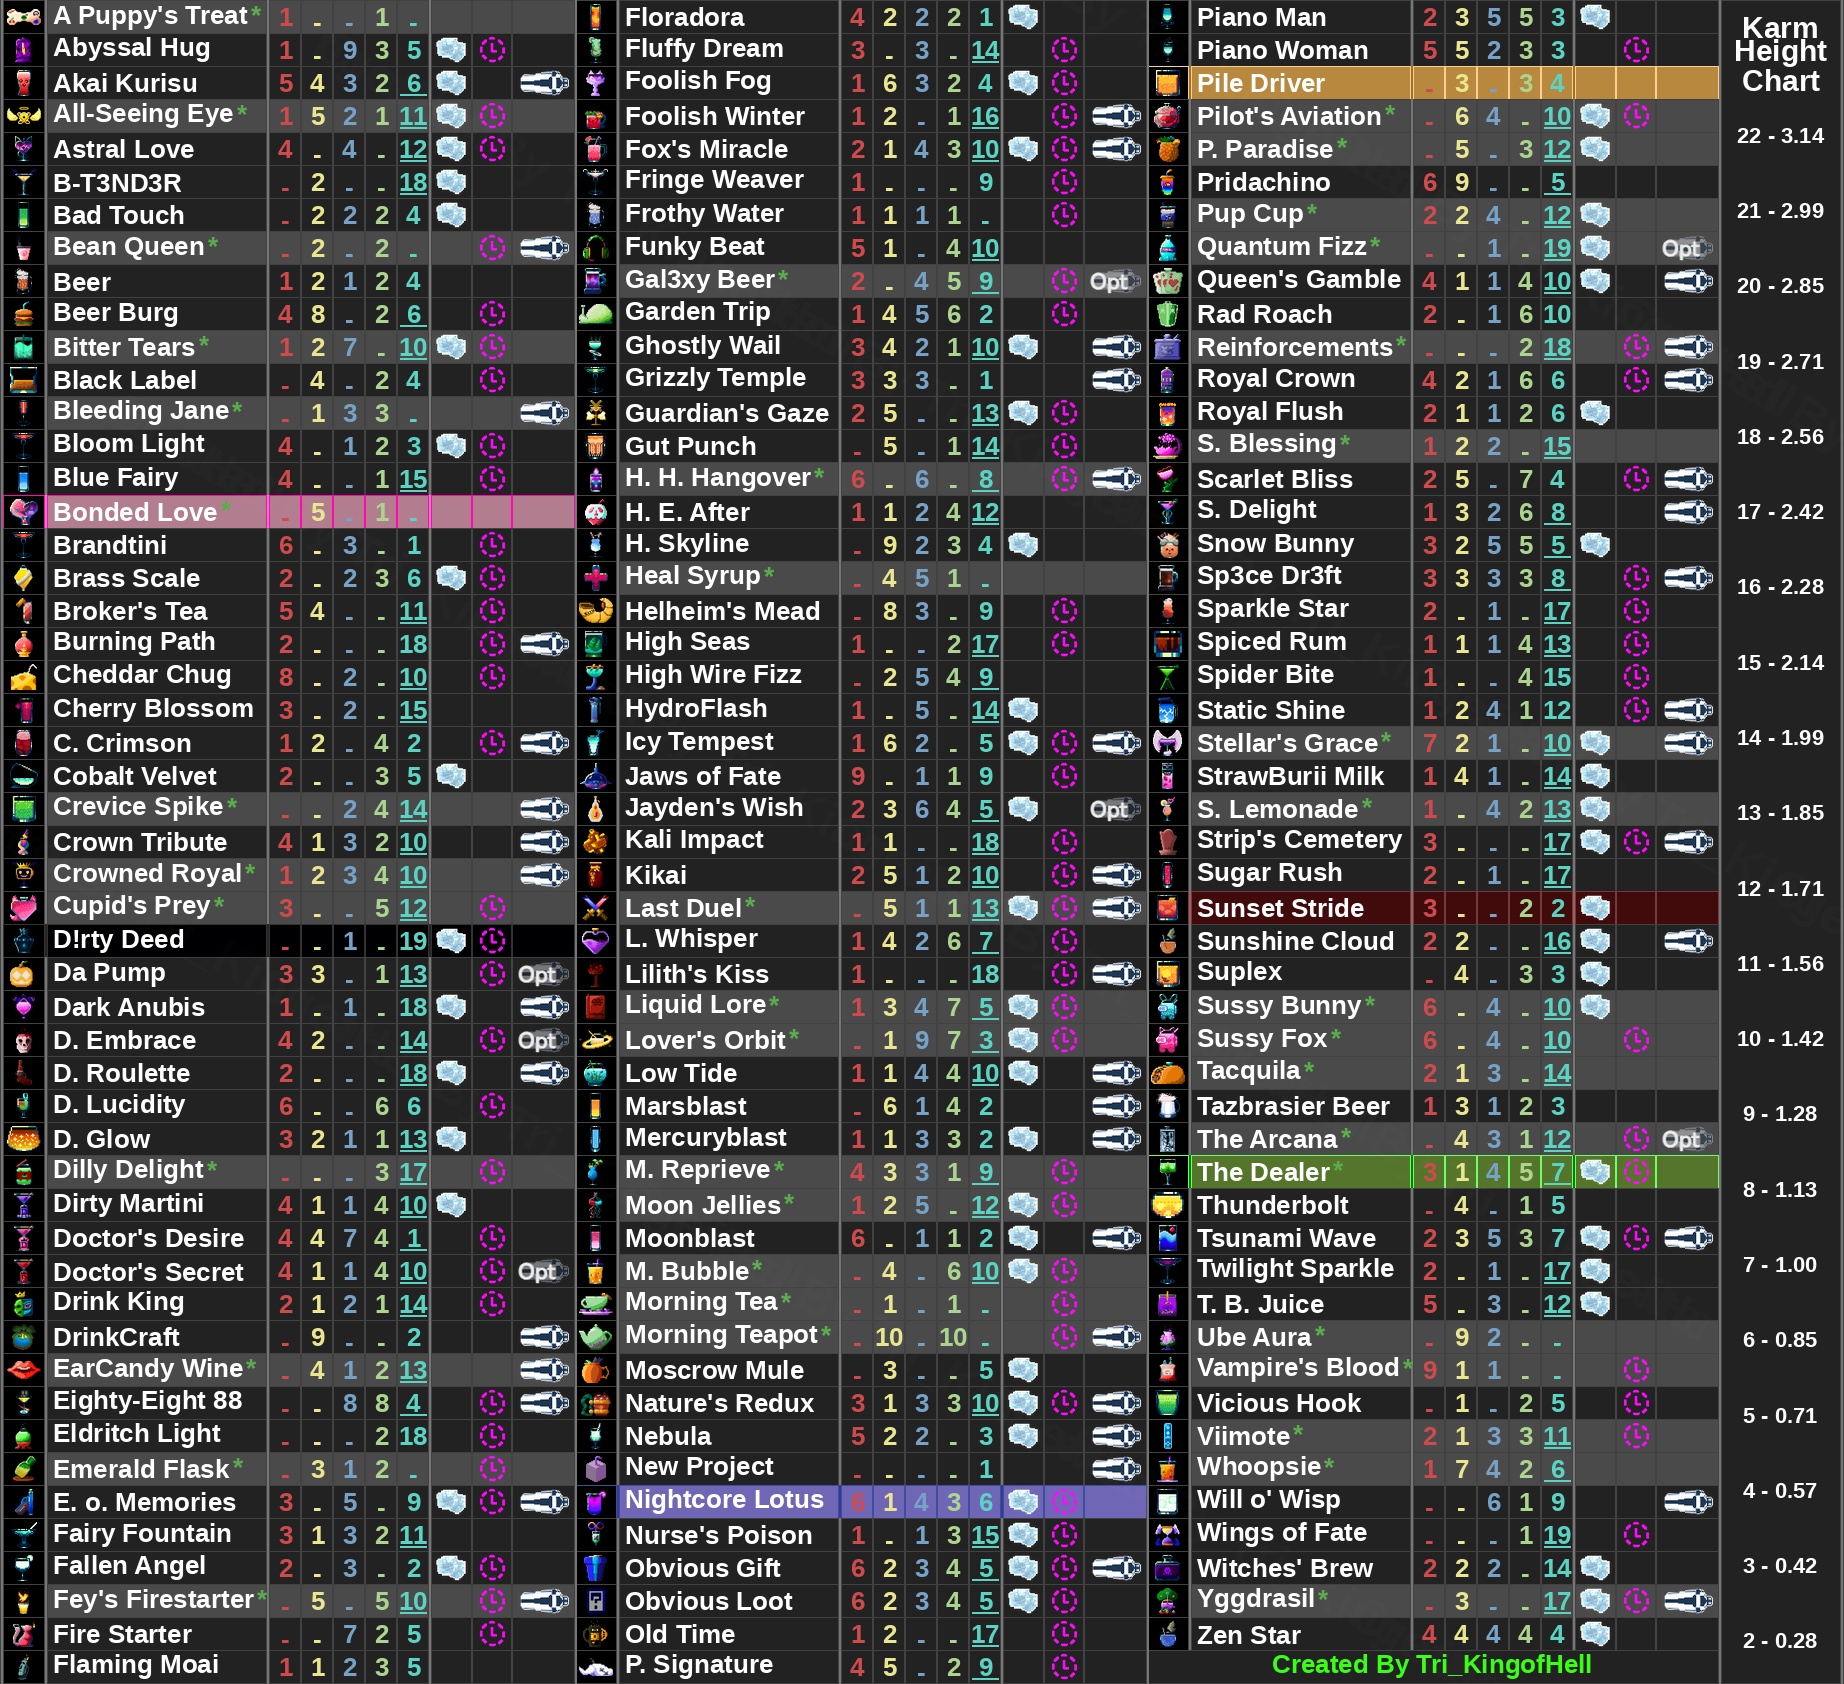 A Puppy's Treat* 1 - - 1 -
Abyssal Hug 1 - 9 3 5
Akai Kurisu 5 4 3 2 6
All-Seeing Eye* 1 5 2 1 11
Astral Love 4 - 4 - 12
B-T3ND3R - 2 - - 18
Bad Touch - 2 2 2 4
Bean Queen* - 2 - 2 -
Beer 1 2 1 2 4
Beer Burg 4 8 - 2 6
Bitter Tears* 1 2 7 - 10
Black Label - 4 - 2 4
Bleeding Jane* - 1 3 3 -
Bloom Light 4 - 1 2 3
Blue Fairy 4 - - 1 15
Bonded Love* - 5 - 1 -
Brandtini 6 - 3 - 1
Brass Scale 2 - 2 3 6
Broker's Tea 5 4 - - 11
Burning Path 2 - - - 18
Cheddar Chug 8 - 2 - 10
Cherry Blossom 3 - 2 - 15
C. Crimson 1 2 - 4 2
Cobalt Velvet 2 - - 3 5
Crevice Spike* - - 2 4 14
Crown Tribute 4 1 3 2 10
Crowned Royal* 1 2 3 4 10
Cupid's Prey* 3 - - 5 12
D!rty Deed - - 1 - 19
Da Pump 3 3 - 1 13 Opt
Dark Anubis 1 - 1 - 18
D. Embrace 4 2 - - 14 Opt
D. Roulette 2 - - - 18
D. Lucidity 6 - - 6 6
D. Glow 3 2 1 1 13
Dilly Delight* - - - 3 17
Dirty Martini 4 1 1 4 10
Doctor's Desire 4 4 7 4 1
Doctor's Secret 4 1 1 4 10 Opt
Drink King 2 1 2 1 14
DrinkCraft - 9 - - 2
EarCandy Wine* - 4 1 2 13
Eighty-Eight 88 - - 8 8 4
Eldritch Light - - - 2 18
Emerald Flask* - 3 1 2 -
E. o. Memories 3 - 5 - 9
Fairy Fountain 3 1 3 2 11
Fallen Angel 2 - 3 - 2
Fey's Firestarter* - 5 - 5 10
Fire Starter - - 7 2 5
Flaming Moai 1 1 2 3 5
Floradora 4 2 2 2 1
Fluffy Dream 3 - 3 - 14
Foolish Fog 1 6 3 2 4
Foolish Winter 1 2 - 1 16
Fox's Miracle 2 1 4 3 10
Fringe Weaver 1 - - - 9
Frothy Water 1 1 1 1 -
Funky Beat 5 1 - 4 10
Gal3xy Beer* 2 - 4 5 9 Opt
Garden Trip 1 4 5 6 2
Ghostly Wail 3 4 2 1 10
Grizzly Temple 3 3 3 - 1
Guardian's Gaze 2 5 - - 13
Gut Punch - 5 - 1 14
H. H. Hangover* 6 - 6 - 8
H. E. After 1 1 2 4 12
H. Skyline - 9 2 3 4
Heal Syrup* - 4 5 1 -
Helheim's Mead - 8 3 - 9
High Seas 1 - - 2 17
High Wire Fizz - 2 5 4 9
HydroFlash 1 - 5 - 14
Icy Tempest 1 6 2 - 5
Jaws of Fate 9 - 1 1 9
Jayden's Wish 2 3 6 4 5 Opt
Kali Impact 1 1 - - 18
Kikai 2 5 1 2 10
Last Duel* - 5 1 1 13
L. Whisper 1 4 2 6 7
Lilith's Kiss 1 - - - 18
Liquid Lore* 1 3 4 7 5
Lover's Orbit* - 1 9 7 3
Low Tide 1 1 4 4 10
Marsblast - 6 1 4 2
Mercuryblast 1 1 3 3 2
M. Reprieve* 4 3 3 1 9
Moon Jellies* 1 2 5 - 12
Moonblast 6 - 1 1 2
M. Bubble* - 4 - 6 10
Morning Tea* - 1 - 1 -
Morning Teapot* - 10 - 10 -
Moscrow Mule - 3 - - 5
Nature's Redux 3 1 3 3 10
Nebula 5 2 2 - 3
New Project - - - - 1
Nightcore Lotus 6 1 4 3 6
Nurse's Poison 1 - 1 3 15
Obvious Gift 6 2 3 4 5
Obvious Loot 6 2 3 4 5
Old Time 1 2 - - 17
P. Signature 4 5 - 2 9
Piano Man 2 3 5 5 3
Piano Woman 5 5 2 3 3
Pile Driver - 3 - 3 4
Pilot's Aviation* - 6 4 - 10
P. Paradise* - 5 - 3 12
Pridachino 6 9 - - 5
Pup Cup* 2 2 4 - 12
Quantum Fizz* - - 1 - 19 Opt
Queen's Gamble 4 1 1 4 10
Rad Roach 2 - 1 6 10
Reinforcements* - - - 2 18
Royal Crown 4 2 1 6 6
Royal Flush 2 1 1 2 6
S. Blessing* 1 2 2 - 15
Scarlet Bliss 2 5 - 7 4
S. Delight 1 3 2 6 8
Snow Bunny 3 2 5 5 5
Sp3ce Dr3ft 3 3 3 3 8
Sparkle Star 2 - 1 - 17
Spiced Rum 1 1 1 4 13
Spider Bite 1 - - 4 15
Static Shine 1 2 4 1 12
Stellar's Grace* 7 2 1 - 10
StrawBurii Milk 1 4 1 - 14
S. Lemonade* 1 - 4 2 13
Strip's Cemetery 3 - - - 17
Sugar Rush 2 - 1 - 17
Sunset Stride 3 - - 2 2
Sunshine Cloud 2 2 - - 16
Suplex - 4 - 3 3
Sussy Bunny* 6 - 4 - 10
Sussy Fox* 6 - 4 - 10
Tacquila* 2 1 3 - 14
Tazbrasier Beer 1 3 1 2 3
The Arcana* - 4 3 1 12 Opt
The Dealer* 3 1 4 5 7
Thunderbolt - 4 - 1 5
Tsunami Wave 2 3 5 3 7
Twilight Sparkle 2 - 1 - 17
T. B. Juice 5 - 3 - 12
Ube Aura* - 9 2 - -
Vampire's Blood* 9 1 1 - -
Vicious Hook - 1 - 2 5
Viimote* 2 1 3 3 11
Whoopsie* 1 7 4 2 6
Will o' Wisp - - 6 1 9
Wings of Fate - - - 1 19
Witches' Brew 2 2 2 - 14
Yggdrasil* - 3 - - 17
Zen Star 4 4 4 4 4
Created By Tri_KingofHell
Karm
Height
Chart
22 - 3.14
21 - 2.99
20 - 2.85
19 - 2.71
18 - 2.56
17 - 2.42
16 - 2.28
15 - 2.14
14 - 1.99
13 - 1.85
12 - 1.71
11 - 1.56
10 - 1.42
9 - 1.28
8 - 1.13
7 - 1.00
6 - 0.85
5 - 0.71
4 - 0.57
3 - 0.42
2 - 0.28